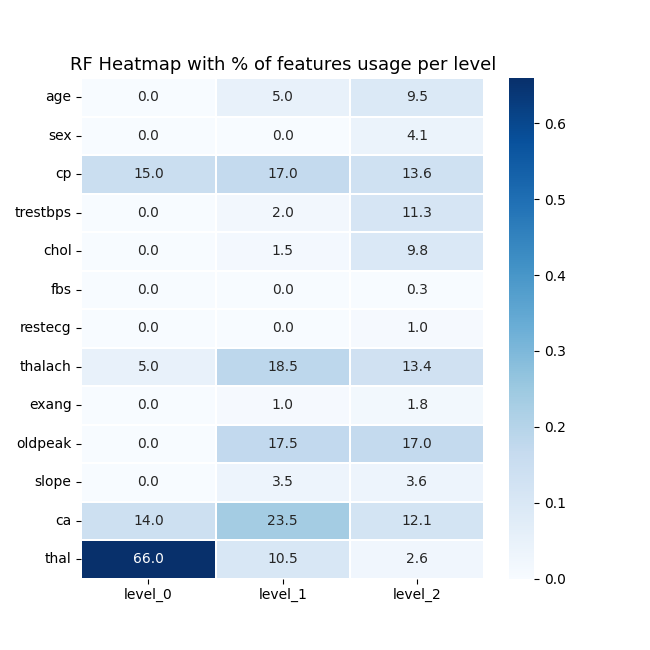 RF Heatmap with % of features usage per level
age 0.0 5.0 9.5
sex 0.0 0.0 4.1
cp 15.0 17.0 13.6
trestbps 0.0 2.0 11.3
chol 0.0 1.5 9.8
fbs 0.0 0.0 0.3
restecg 0.0 0.0 1.0
thalach 5.0 18.5 13.4
exang 0.0 1.0 1.8
oldpeak 0.0 17.5 17.0
slope 0.0 3.5 3.6
ca 14.0 23.5 12.1
thal 66.0 10.5 2.6
level_0 level_1 level_2
0.6
0.5
0.4
0.3
0.2
0.1
0.0